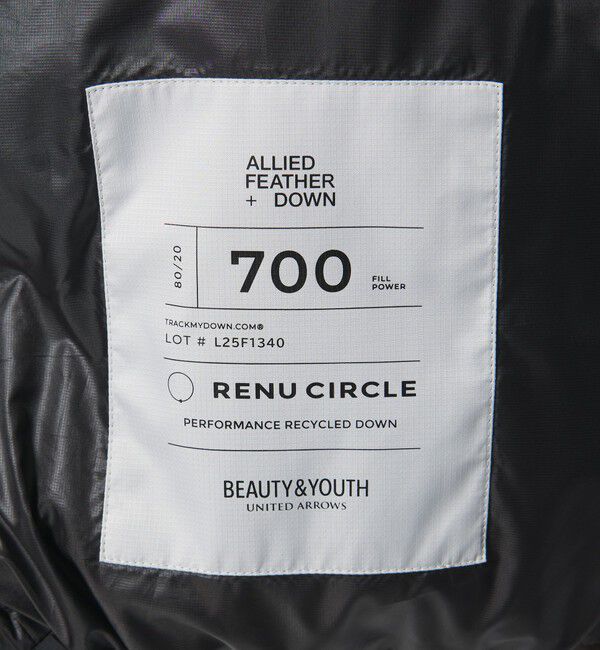 ALLIED
FEATHER
+ DOWN
80/20
700
FILL
POWER
TRACKMYDOWN.COM®
LOT # L25F1340
RENU CIRCLE
PERFORMANCE RECYCLED DOWN
BEAUTY&YOUTH
UNITED ARROWS